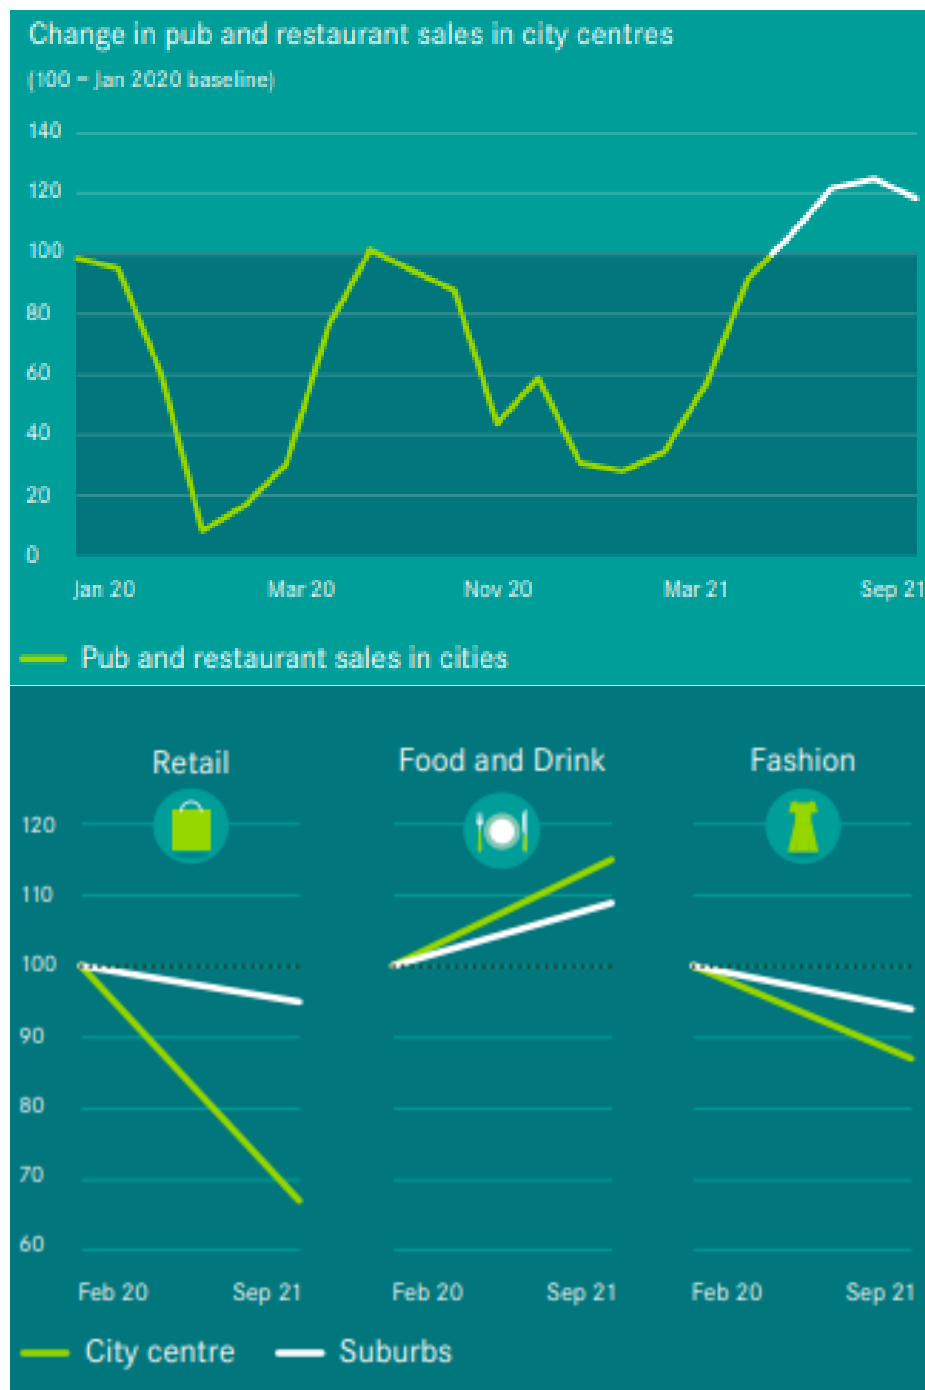 Change in pub and restaurant sales in city centres
(100 = Jan 2020 baseline)
140
120
100
80
60
40
20
0
Jan 20 Mar 20 Nov 20 Mar 21 Sep 21
Pub and restaurant sales in cities
Retail Food and Drink Fashion
120
110
100
90
80
70
60
Feb 20 Sep 21 Feb 20 Sep 21 Feb 20 Sep 21
City centre Suburbs